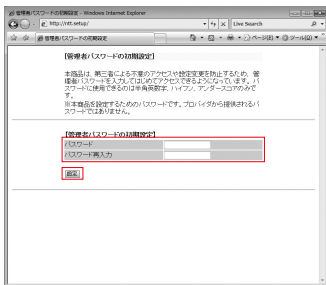 管理者パスワードの初期設定 - Windows Internet Explorer
http://ntt.setup/
Live Search
管理者パスワードの初期設定
ページ(P)
ツール(O)
[管理者パスワードの初期設定]
本商品は、第三者による不意のアクセスや設定変更を防止するため、管
理者パスワードを入力してはじめてアクセスできるようになっています。パ
スワードに使用できるのは半角英数字、ハイフン、アンダースコアのみで
す。
※本商品を設定するためのパスワードです。プロバイダから提供されるパ
スワードではありません。
[管理者パスワードの初期設定]
パスワード
パスワード再入力
設定